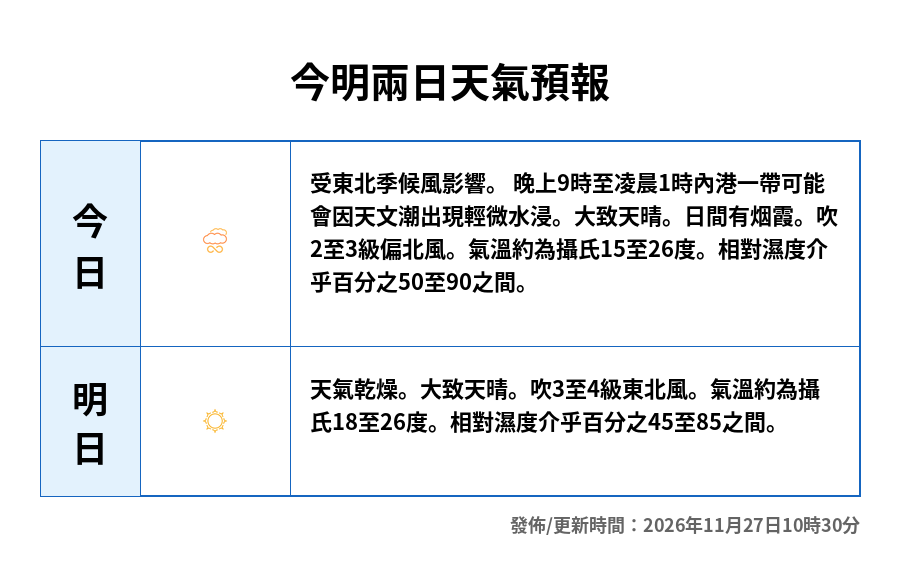 今明兩日天氣預報
今
日
受東北季候風影響。 晚上9時至凌晨1時內港一帶可能
會因天文潮出現輕微水浸。大致天晴。日間有烟霞。吹
2至3級偏北風。氣溫約為攝氏15至26度。相對濕度介
乎百分之50至90之間。
明
日
天氣乾燥。大致天晴。吹3至4級東北風。氣溫約為攝
氏18至26度。相對濕度介乎百分之45至85之間。
發佈/更新時間：2026年11月27日10時30分